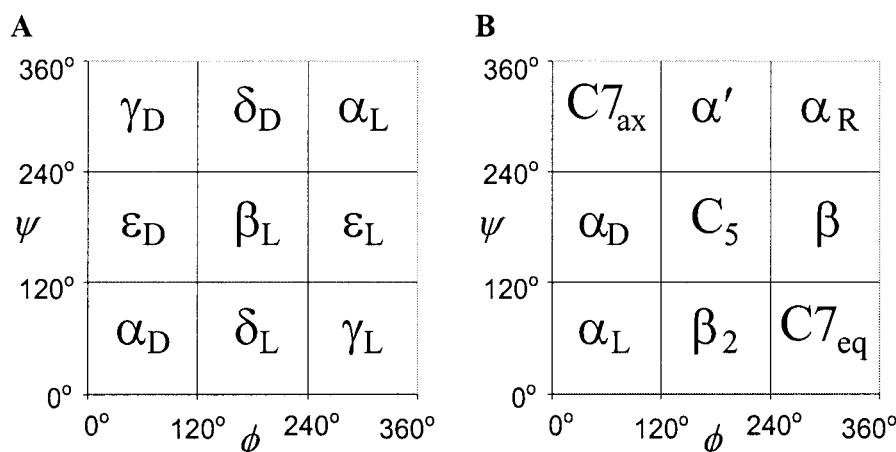 A B
360° γD δD αL 360° C7ax α′ αR
240° 240°
ψ εD βL εL ψ αD C5 β
120° 120°
αD δL γL αL β2 C7eq
0° 0°
0° 120° ϕ 240° 360° 0° 120° ϕ 240° 360°